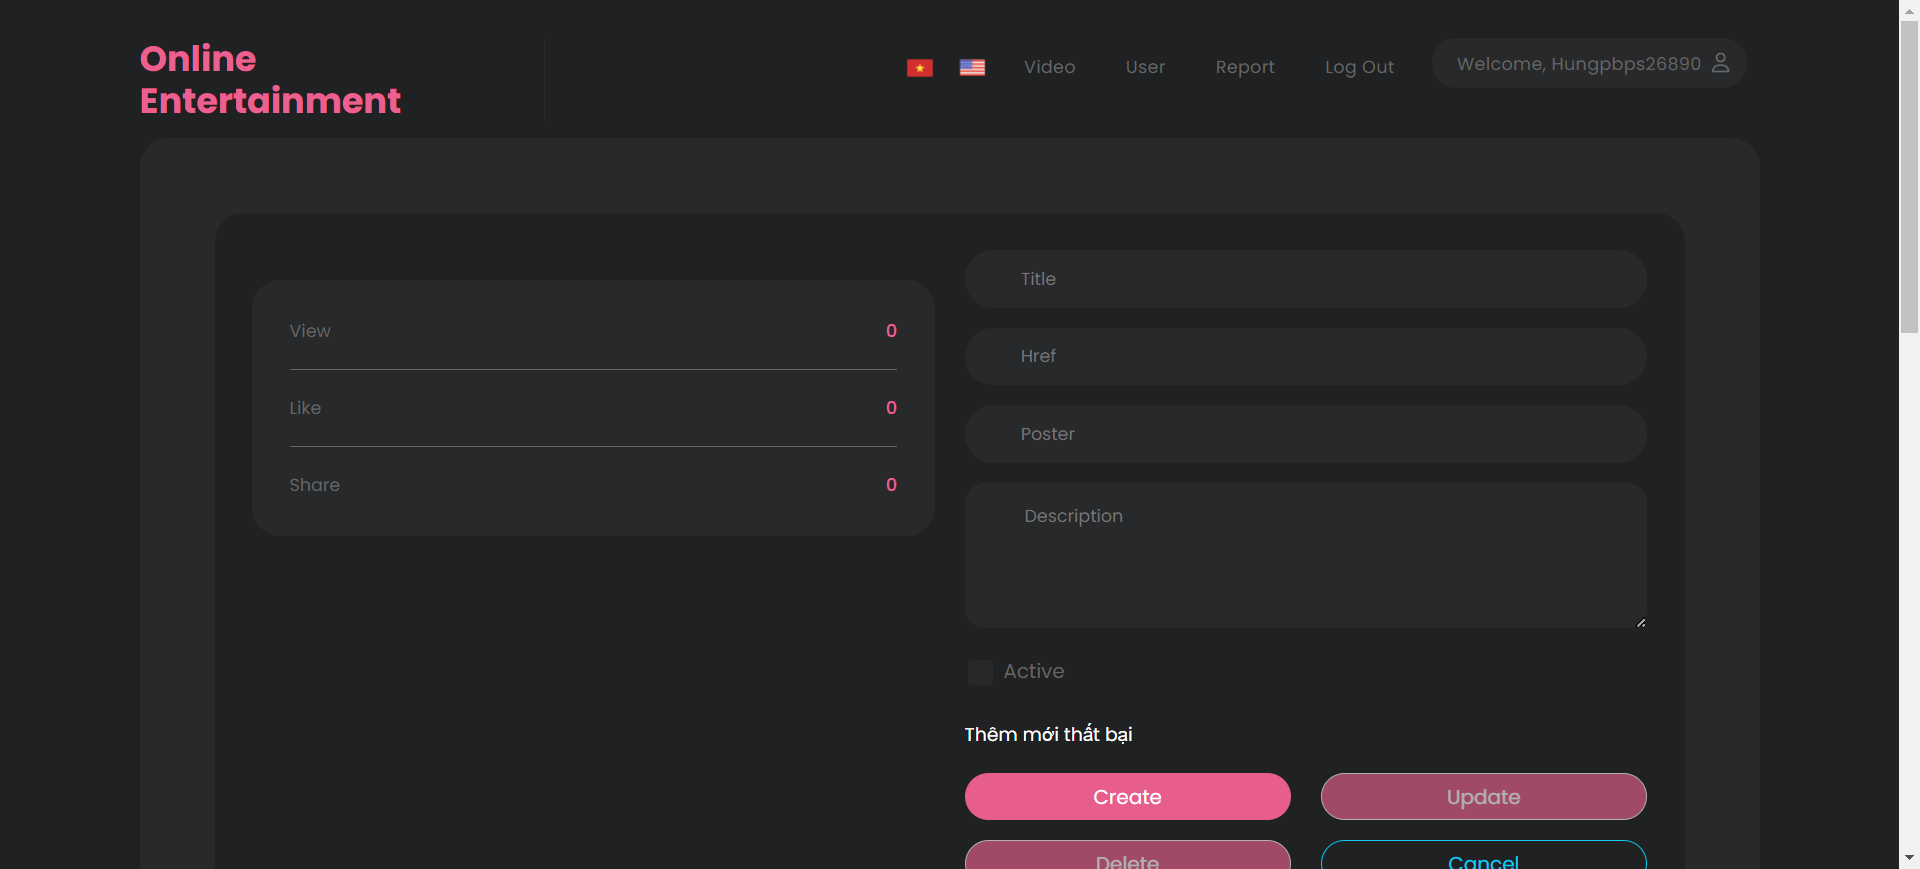 Online
Entertainment
Video
User
Report
Log Out
Welcome, Hungpbps26890
View
0
Like
0
Share
0
Title
Href
Poster
Description
Active
Thêm mới thất bại
Create
Update
Delete
Cancel